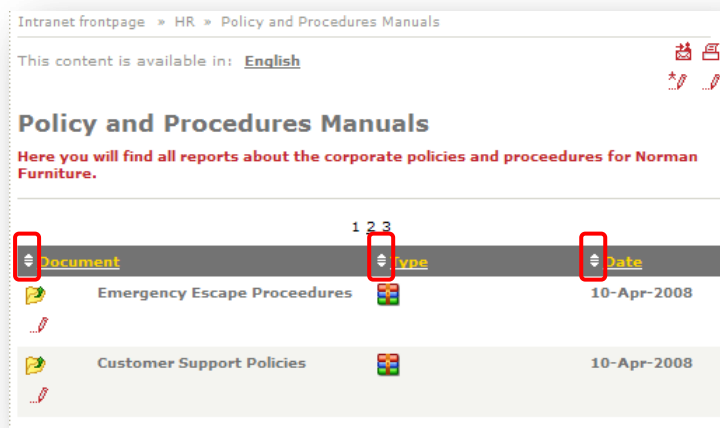 Intranet frontpage » HR » Policy and Procedures Manuals
This content is available in: English
Policy and Procedures Manuals
Here you will find all reports about the corporate policies and proceedures for Norman
Furniture.
1 2 3
Document Type Date
Emergency Escape Proceedures 10-Apr-2008
Customer Support Policies 10-Apr-2008